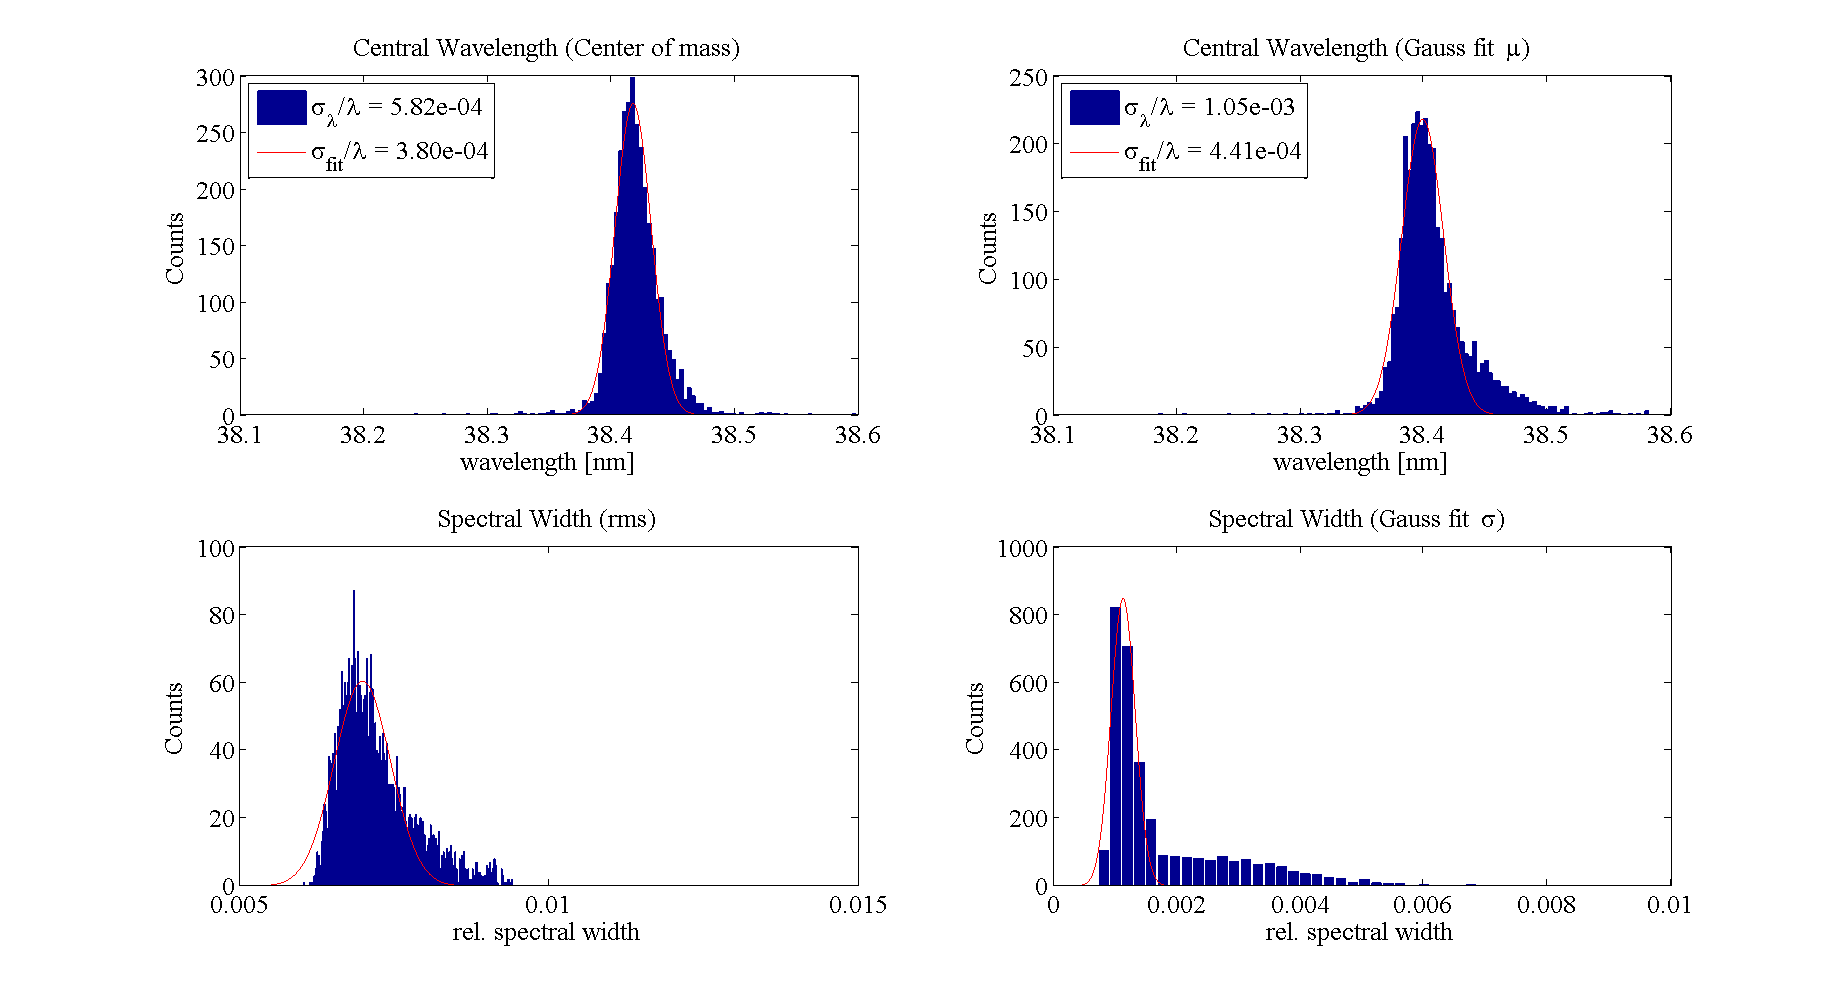 Central Wavelength (Center of mass)
Counts
300
250
200
150
100
50
0
σλ/λ = 5.82e-04
σfit/λ = 3.80e-04
38.1 38.2 38.3 38.4 38.5 38.6
wavelength [nm]
Central Wavelength (Gauss fit μ)
Counts
250
200
150
100
50
0
σλ/λ = 1.05e-03
σfit/λ = 4.41e-04
38.1 38.2 38.3 38.4 38.5 38.6
wavelength [nm]
Spectral Width (rms)
Counts
100
80
60
40
20
0
0.005 0.01 0.015
rel. spectral width
Spectral Width (Gauss fit σ)
Counts
1000
800
600
400
200
0
0 0.002 0.004 0.006 0.008 0.01
rel. spectral width